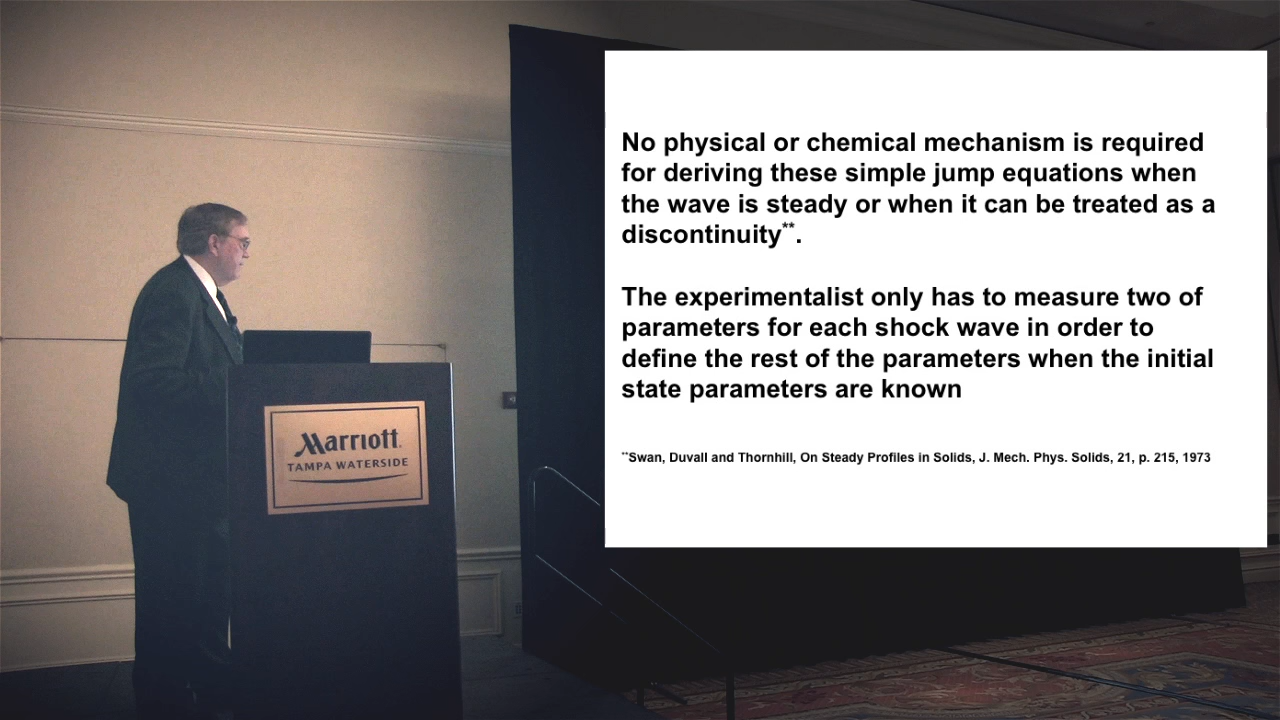 No physical or chemical mechanism is required
for deriving these simple jump equations when
the wave is steady or when it can be treated as a
discontinuity**.
The experimentalist only has to measure two of
parameters for each shock wave in order to
define the rest of the parameters when the initial
state parameters are known
**Swan, Duvall and Thornhill, On Steady Profiles in Solids, J. Mech. Phys. Solids, 21, p. 215, 1973
Marriott
TAMPA WATERSIDE